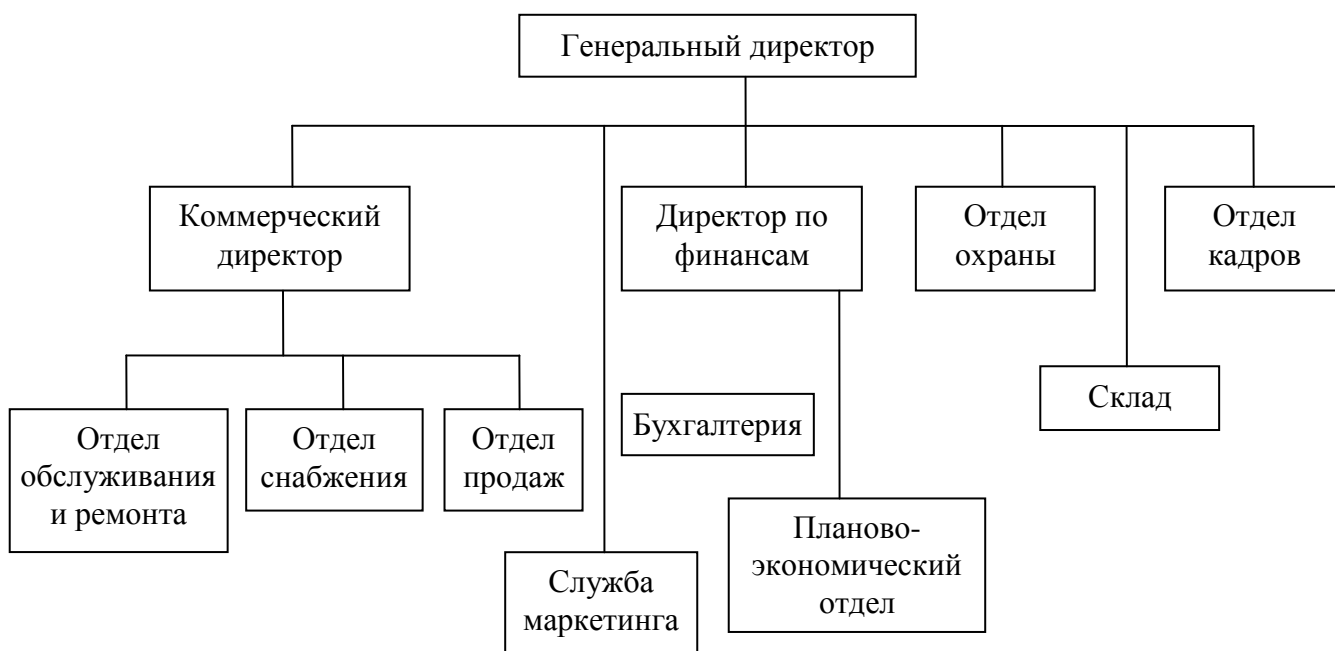 Генеральный директор
Коммерческий
директор
Директор по
финансам
Отдел
охраны
Отдел
кадров
Отдел
обслуживания
и ремонта
Отдел
снабжения
Отдел
продаж
Бухгалтерия
Склад
Служба
маркетинга
Планово-
экономический
отдел